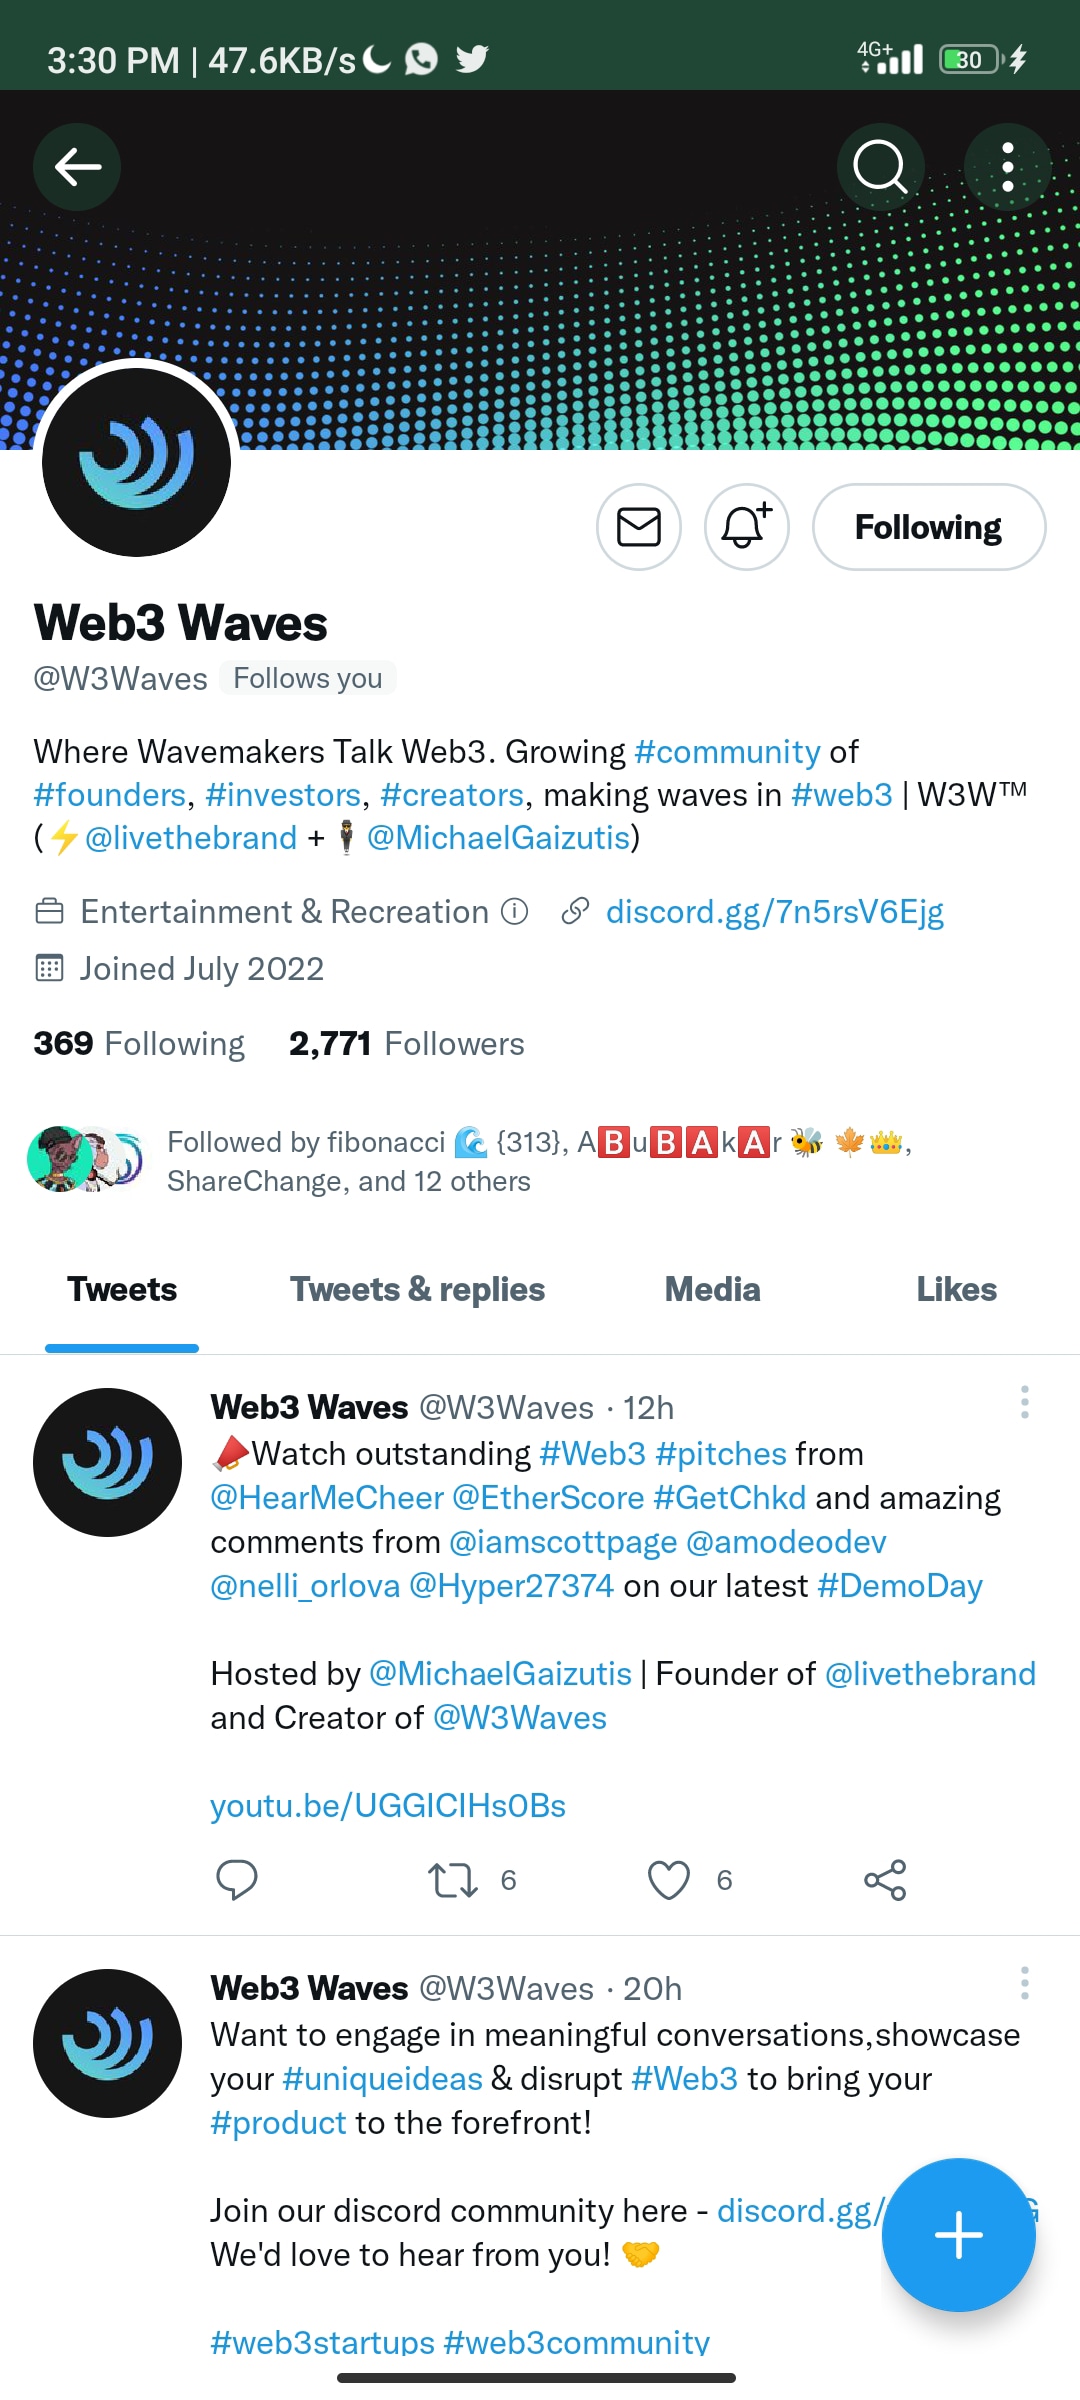 3:30 PM | 47.6KB/s
4G+
30
Following
Web3 Waves
@W3Waves Follows you
Where Wavemakers Talk Web3. Growing #community of
#founders, #investors, #creators, making waves in #web3 | W3W™
(⚡@livethebrand + 🕴 @MichaelGaizutis)
Entertainment & Recreation discord.gg/7n5rsV6Ejg
Joined July 2022
369 Following 2,771 Followers
Followed by fibonacci 🌊 {313}, A🅱u🅱🅰k🅰r 🐝 🍁👑,
ShareChange, and 12 others
Tweets Tweets & replies Media Likes
Web3 Waves @W3Waves · 12h
📣Watch outstanding #Web3 #pitches from
@HearMeCheer @EtherScore #GetChkd and amazing
comments from @iamscottpage @amodeodev
@nelli_orlova @Hyper27374 on our latest #DemoDay
Hosted by @MichaelGaizutis | Founder of @livethebrand
and Creator of @W3Waves
youtu.be/UGGICIHs0Bs
6 6
Web3 Waves @W3Waves · 20h
Want to engage in meaningful conversations,showcase
your #uniqueideas & disrupt #Web3 to bring your
#product to the forefront!
Join our discord community here - discord.gg/
We'd love to hear from you! 🤝
#web3startups #web3community